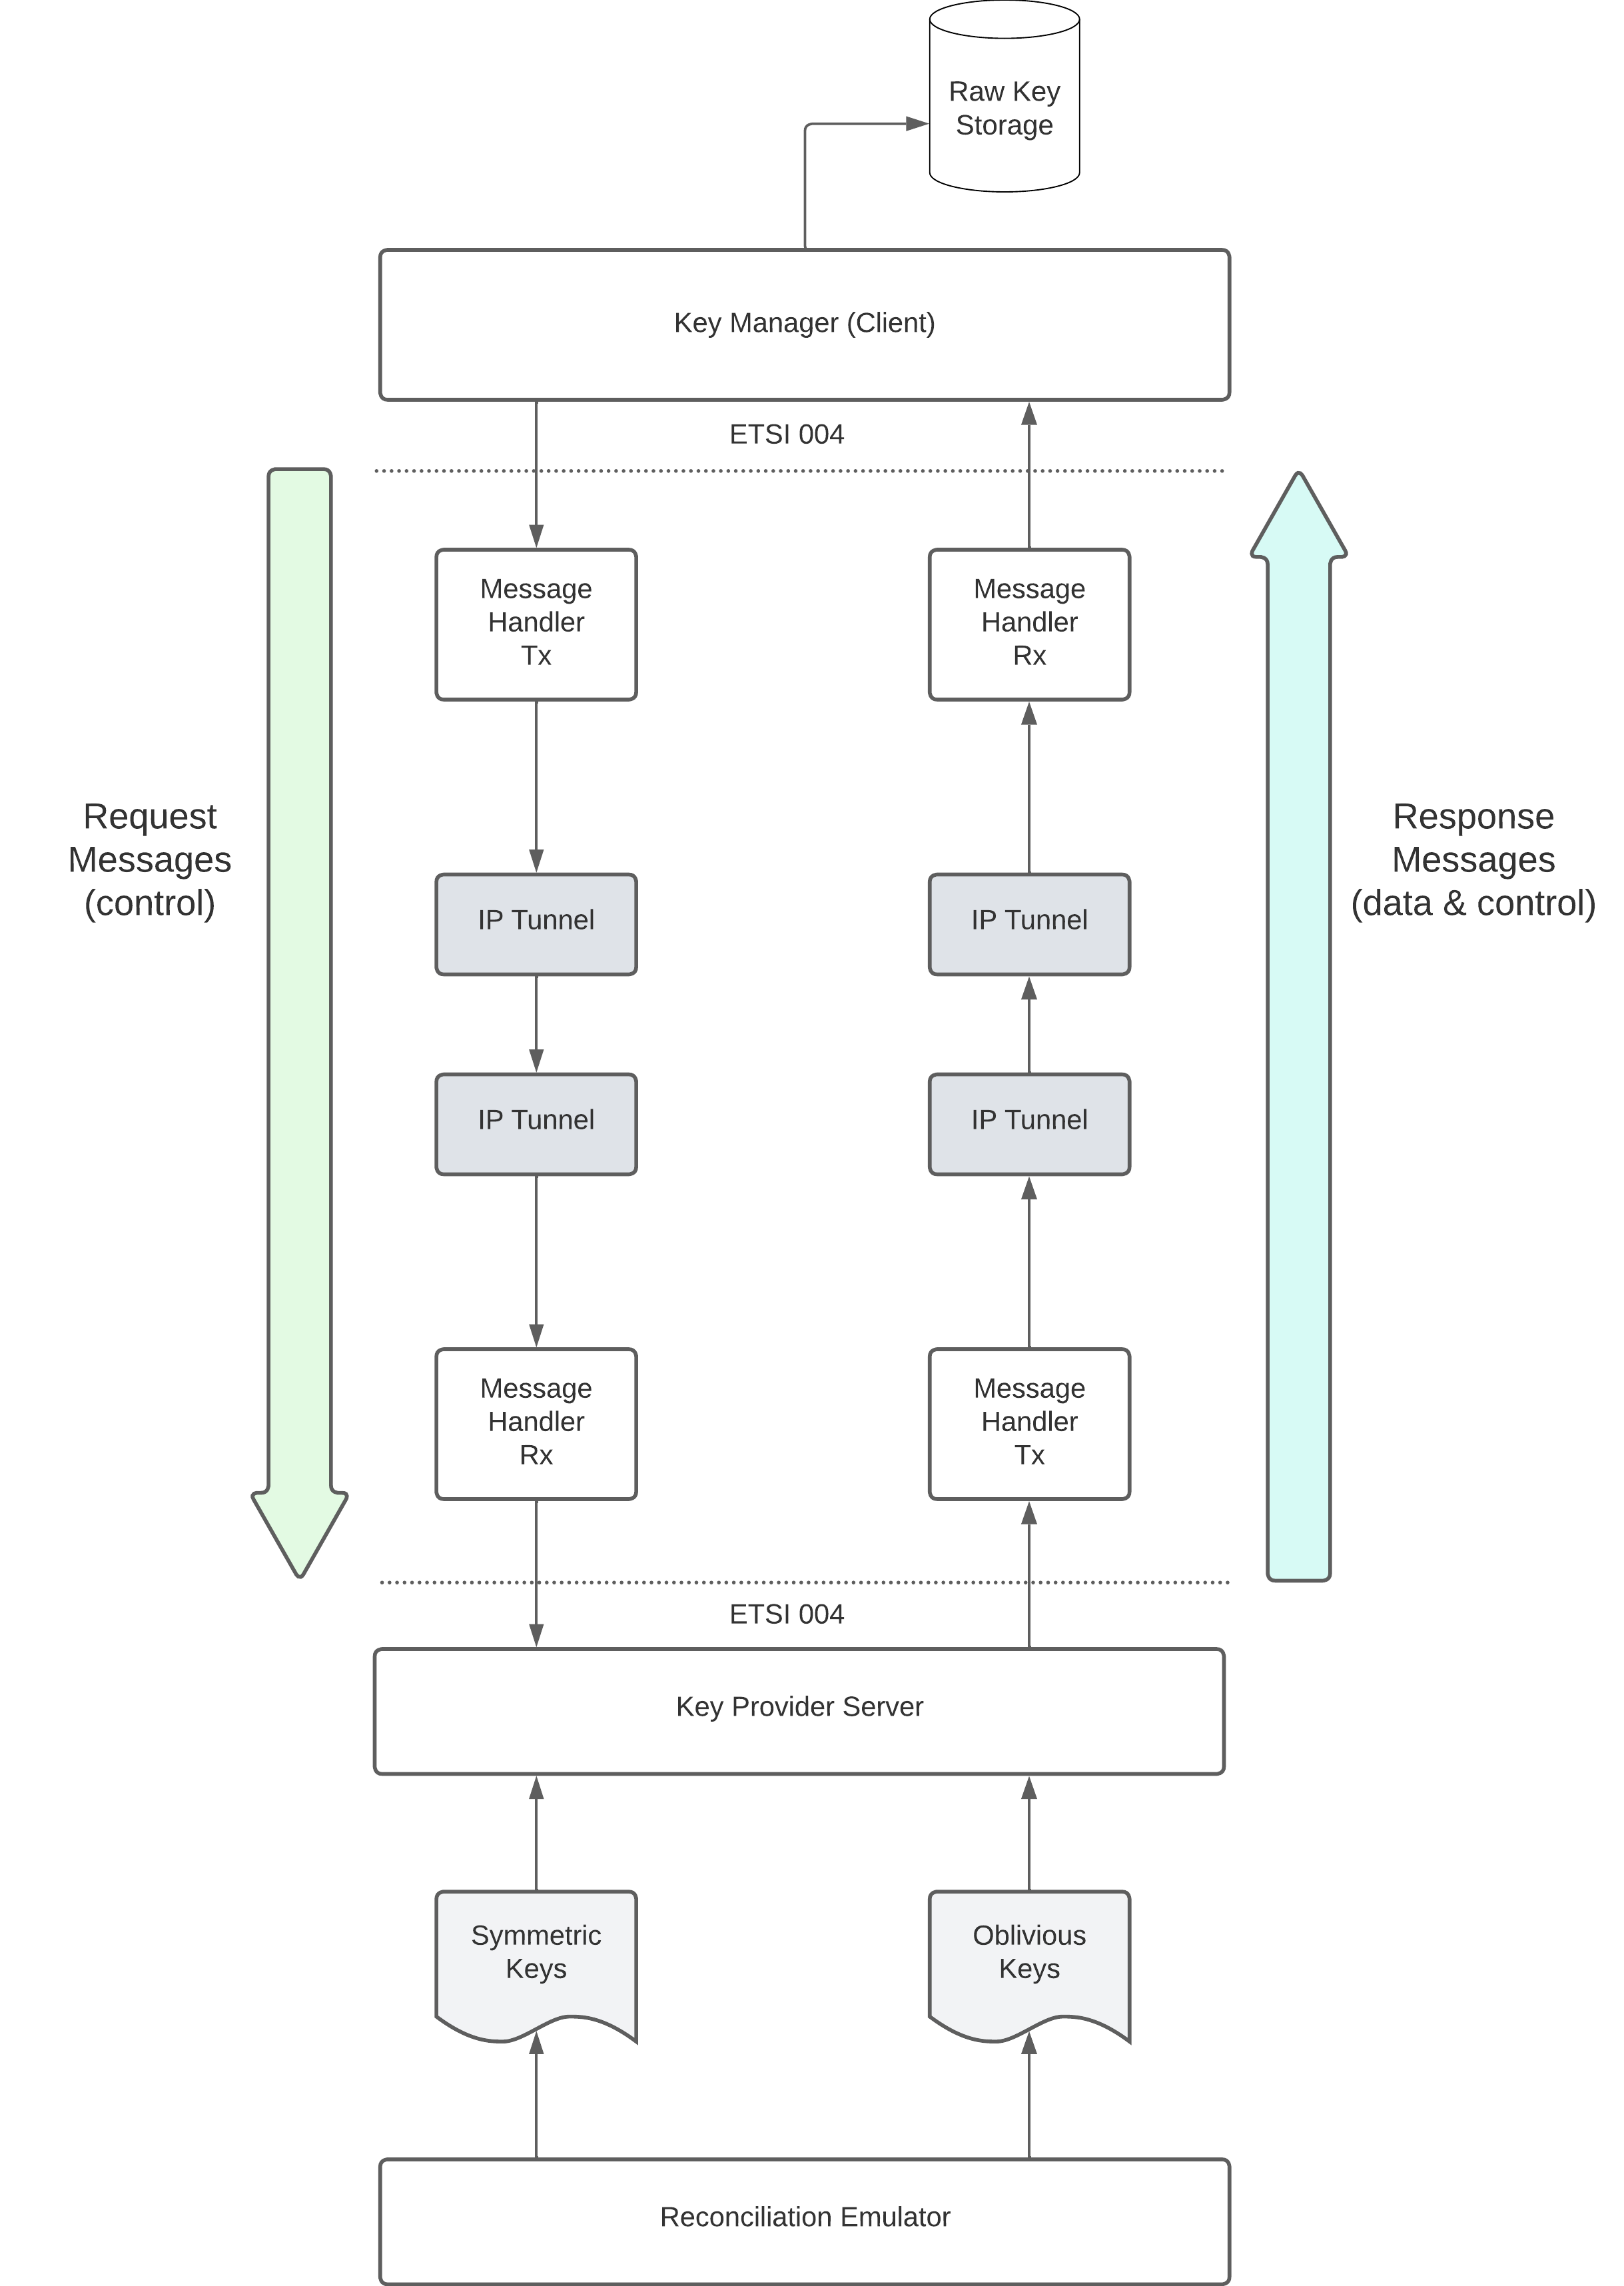 Raw Key
Storage
Key Manager (Client)
ETSI 004
Message
Handler
Tx
Message
Handler
Rx
Request
Messages
(control)
Response
Messages
(data & control)
IP Tunnel
IP Tunnel
IP Tunnel
IP Tunnel
Message
Handler
Rx
Message
Handler
Tx
ETSI 004
Key Provider Server
Symmetric
Keys
Oblivious
Keys
Reconciliation Emulator